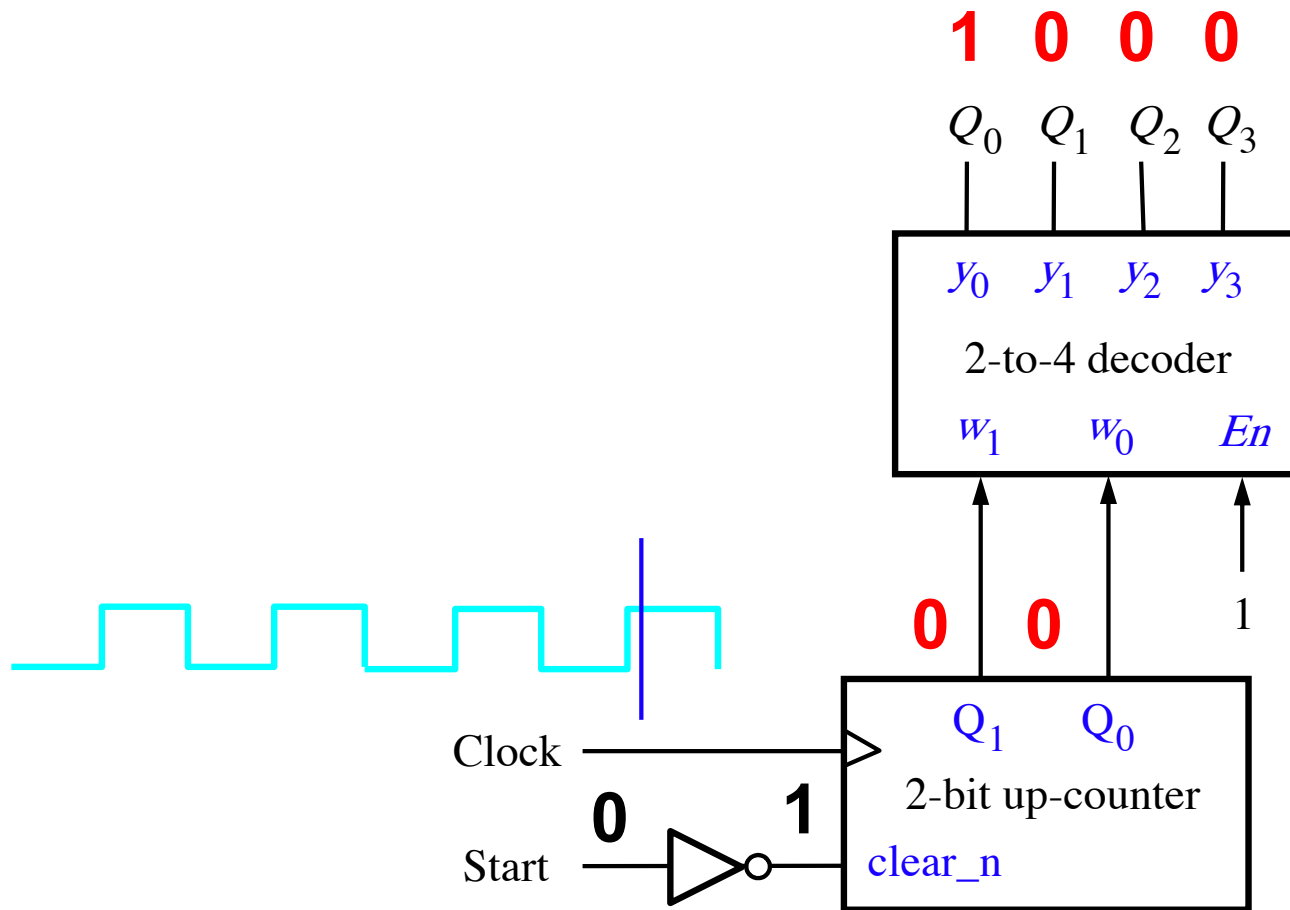 1 0 0 0
Q0 Q1 Q2 Q3
y0 y1 y2 y3
2-to-4 decoder
w1 w0 En
0 0 1
Q1 Q0
Clock
2-bit up-counter
0 1
Start clear_n